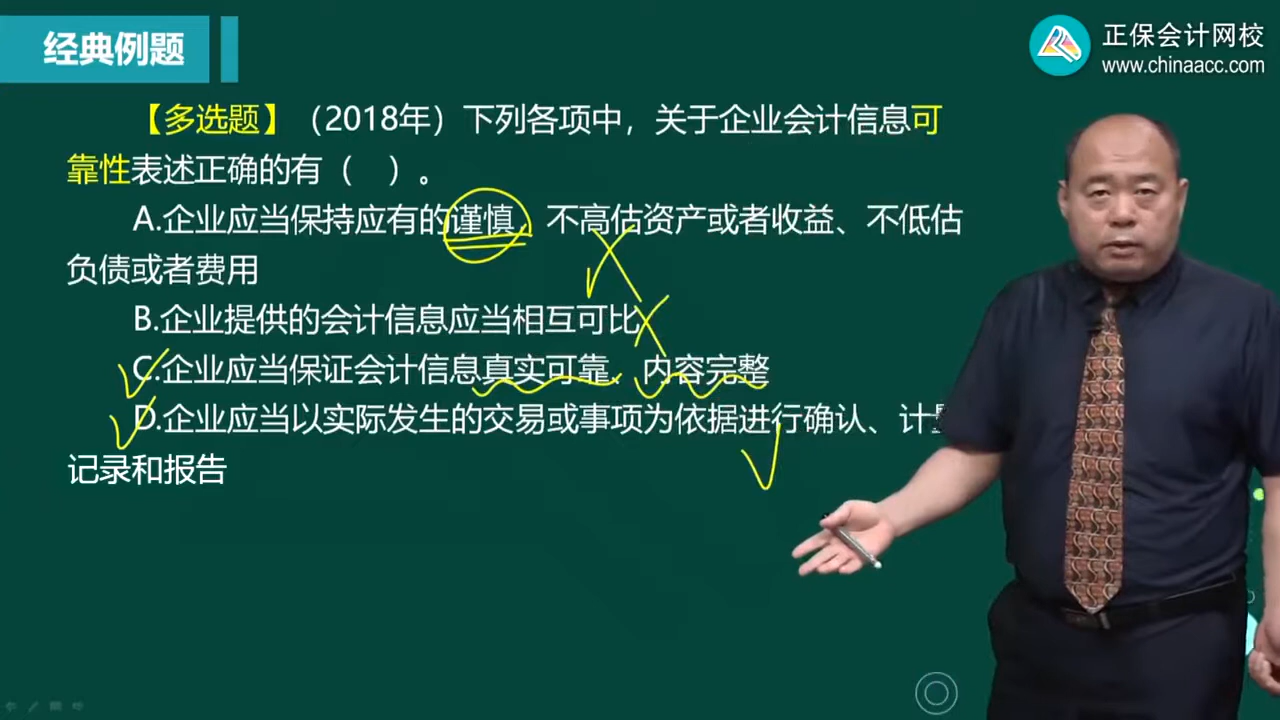 经典例题
正保会计网校
www.chinaacc.com
【多选题】（2018年）下列各项中，关于企业会计信息可
靠性表述正确的有（ ）。
A.企业应当保持应有的谨慎，不高估资产或者收益、不低估
负债或者费用
B.企业提供的会计信息应当相互可比
C.企业应当保证会计信息真实可靠、内容完整
D.企业应当以实际发生的交易或事项为依据进行确认、计
记录和报告